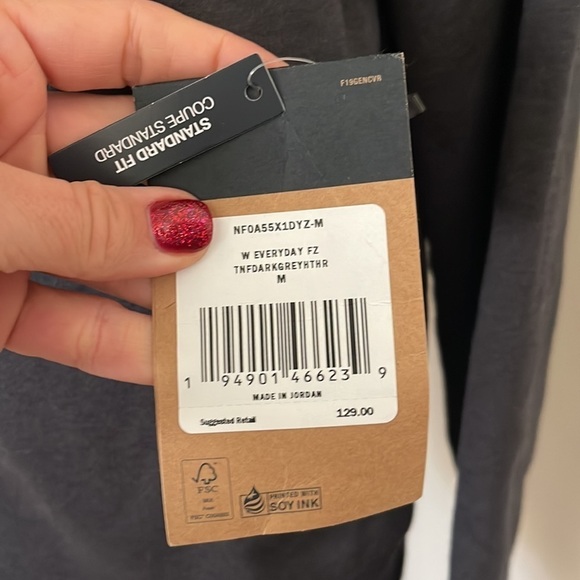 STANDARD FIT
COUPE STANDARD
F19GENCVR
NF0A55X1DYZ-M
W EVERYDAY FZ
TNFDARKGREYHTHR
M
1 94901 46623 9
MADE IN JORDAN
Suggested Retail 129.00
FSC
PRINTED WITH
SOY INK